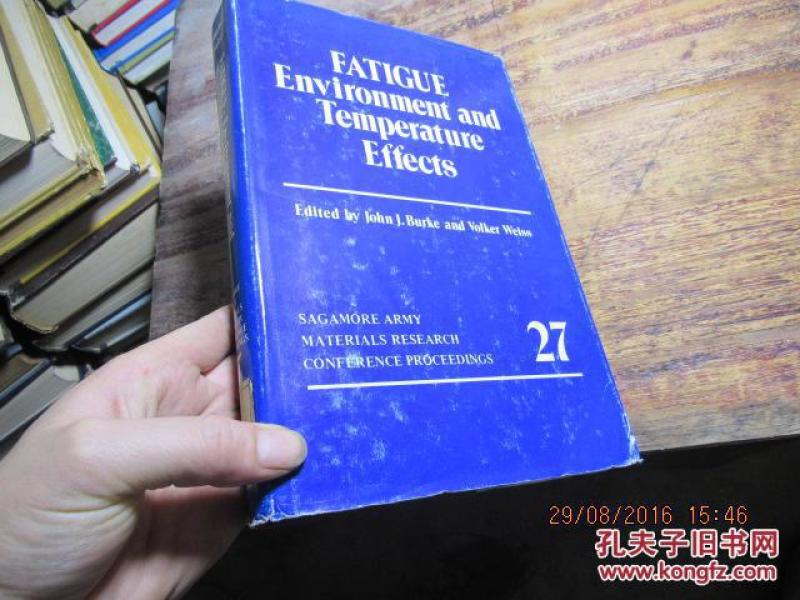 FATIGUE
Environment and
Temperature
Effects
Edited by John J. Burke and Volker Weiss
SAGAMORE ARMY
MATERIALS RESEARCH
CONFERENCE PROCEEDINGS
27
29/08/2016 15:46
孔夫子旧书网
www.kongfz.com